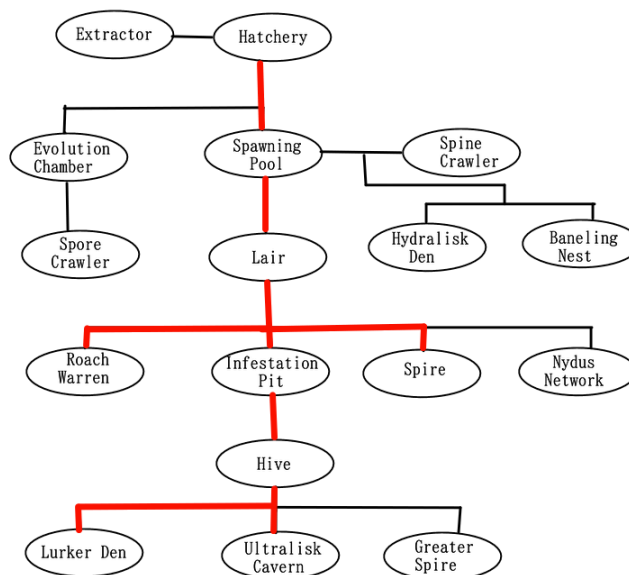 Extractor
Hatchery
Evolution
Chamber
Spawning
Pool
Spine
Crawler
Spore
Crawler
Lair
Hydralisk
Den
Baneling
Nest
Roach
Warren
Infestation
Pit
Spire
Nydus
Network
Hive
Lurker Den
Ultralisk
Cavern
Greater
Spire